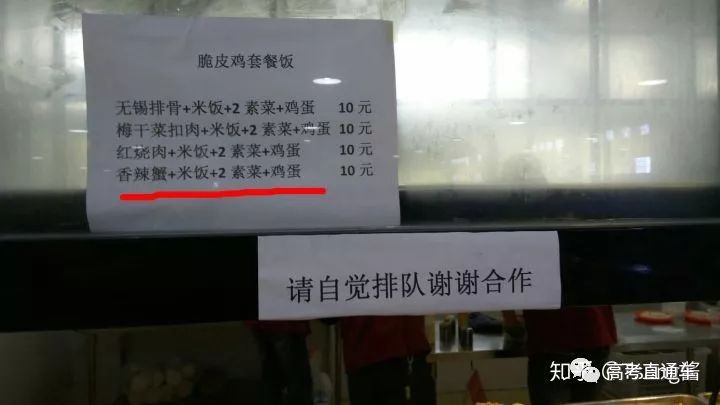 脆皮鸡套餐饭
无锡排骨+米饭+2 素菜+鸡蛋 10 元
樽干菜扣肉+米饭+2 素菜+鸡蛋 10 元
红烧肉+米饭+2 素菜+鸡蛋 10 元
香辣蟹+米饭+2 素菜+鸡蛋 10 元
请自觉排队谢谢合作
知乎
高考直通车